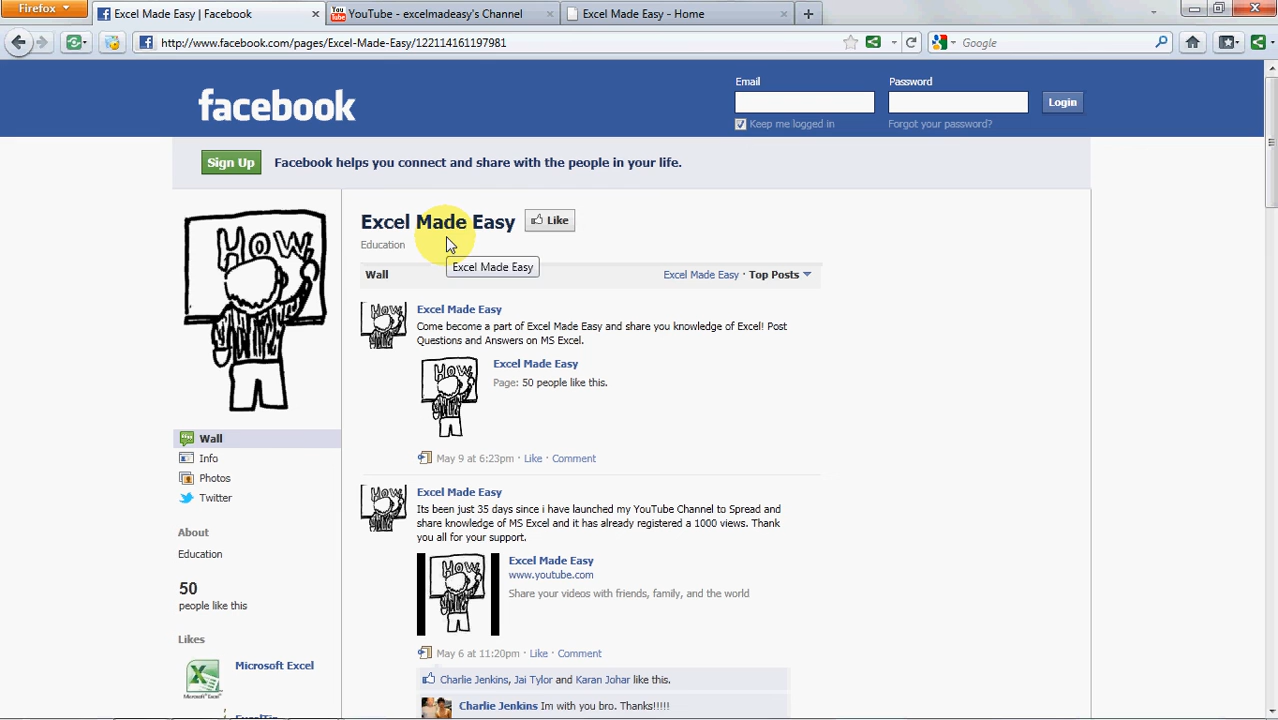 Firefox
Excel Made Easy | Facebook
YouTube - excelmadeasy's Channel
Excel Made Easy - Home
http://www.facebook.com/pages/Excel-Made-Easy/122114161197981
Google
facebook
Email
Password
Login
Keep me logged in
Forgot your password?
Sign Up
Facebook helps you connect and share with the people in your life.
HOW
Excel Made Easy
Like
Education
Excel Made Easy
Wall
Excel Made Easy · Top Posts
HOW
Excel Made Easy
Come become a part of Excel Made Easy and share you knowledge of Excel! Post
Questions and Answers on MS Excel.
HOW
Excel Made Easy
Page: 50 people like this.
May 9 at 6:23pm · Like · Comment
Wall
Info
Photos
Twitter
About
Education
50
people like this
Likes
Microsoft Excel
Microsoft Excel
HOW
Excel Made Easy
Its been just 35 days since i have launched my YouTube Channel to Spread and
share knowledge of MS Excel and it has already registered a 1000 views. Thank
you all for your support.
HOW
Excel Made Easy
www.youtube.com
Share your videos with friends, family, and the world
May 6 at 11:20pm · Like · Comment
Charlie Jenkins, Jai Tylor and Karan Johar like this.
Charlie Jenkins Im with you bro. Thanks!!!!!